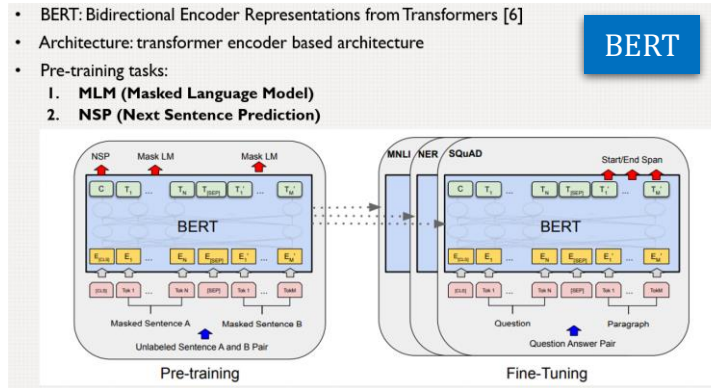 • BERT: Bidirectional Encoder Representations from Transformers [6]
BERT
• Architecture: transformer encoder based architecture
• Pre-training tasks:
1. MLM (Masked Language Model)
2. NSP (Next Sentence Prediction)
NSP Mask LM Mask LM
C T1 ... TN T[SEP] T1' ... TM'
BERT
E[CLS] E1 ... EN E[SEP] E1' ... EM'
[CLS] Tok 1 ... Tok N [SEP] Tok 1 ... TokM
Masked Sentence A Masked Sentence B
Unlabeled Sentence A and B Pair
Pre-training
MNLI NER SQuAD
Start/End Span
C T1 ... TN T[SEP] T1' ... TM'
BERT
E[CLS] E1 ... EN E[SEP] E1' ... EM'
[CLS] Tok 1 ... Tok N [SEP] Tok 1 ... TokM
Question Paragraph
Question Answer Pair
Fine-Tuning